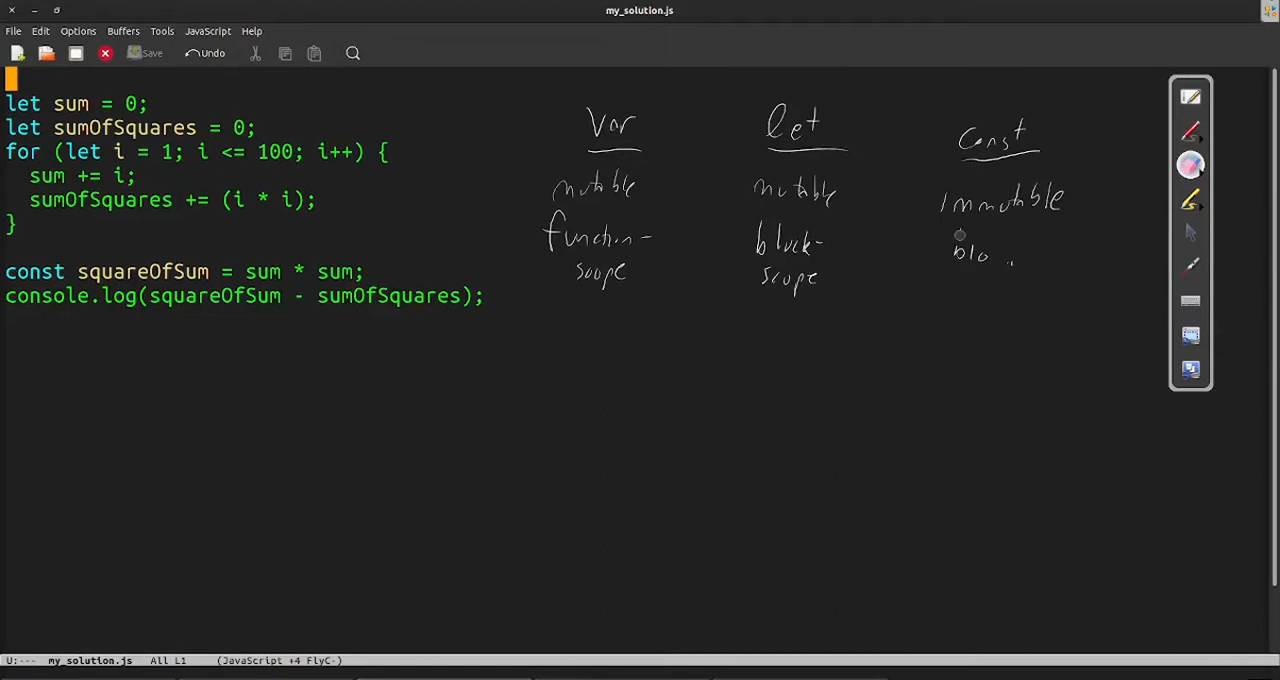 my_solution.js
File Edit Options Buffers Tools JavaScript Help
Save Undo
let sum = 0;
let sumOfSquares = 0;
for (let i = 1; i <= 100; i++) {
  sum += i;
  sumOfSquares += (i * i);
}
const squareOfSum = sum * sum;
console.log(squareOfSum - sumOfSquares);
Var let Const
mutable mutable immutable
function- block- blo
scope scope
U:--- my_solution.js All L1 (JavaScript +4 FlyC-)